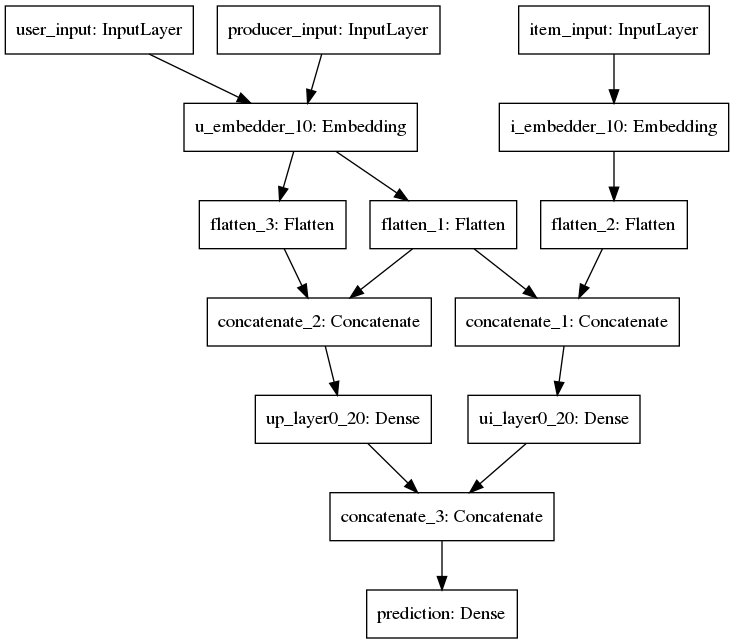 user_input: InputLayer
producer_input: InputLayer
item_input: InputLayer
u_embedder_10: Embedding
i_embedder_10: Embedding
flatten_3: Flatten
flatten_1: Flatten
flatten_2: Flatten
concatenate_2: Concatenate
concatenate_1: Concatenate
up_layer0_20: Dense
ui_layer0_20: Dense
concatenate_3: Concatenate
prediction: Dense